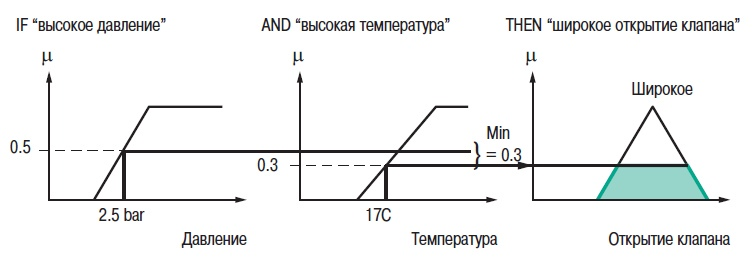 IF “высокое давление”
AND “высокая температура”
THEN “широкое открытие клапана”
μ
μ
μ
Широкое
0.5
0.3
Min
= 0.3
2.5 bar
17C
Давление
Температура
Открытие клапана